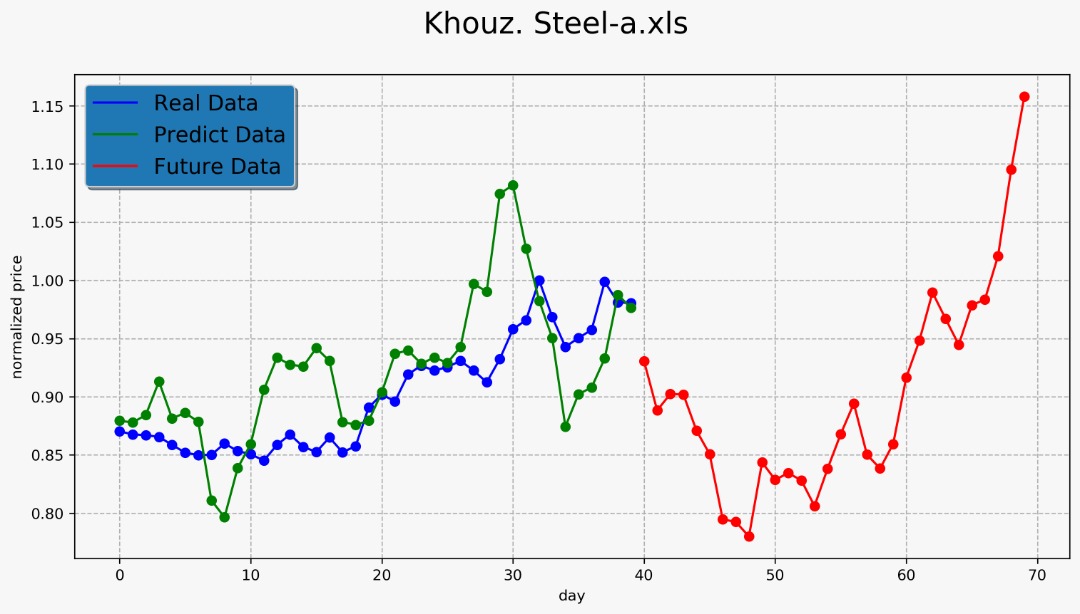 Khouz. Steel-a.xls
Real Data
Predict Data
Future Data
normalized price
1.15
1.10
1.05
1.00
0.95
0.90
0.85
0.80
0 10 20 30 40 50 60 70
day